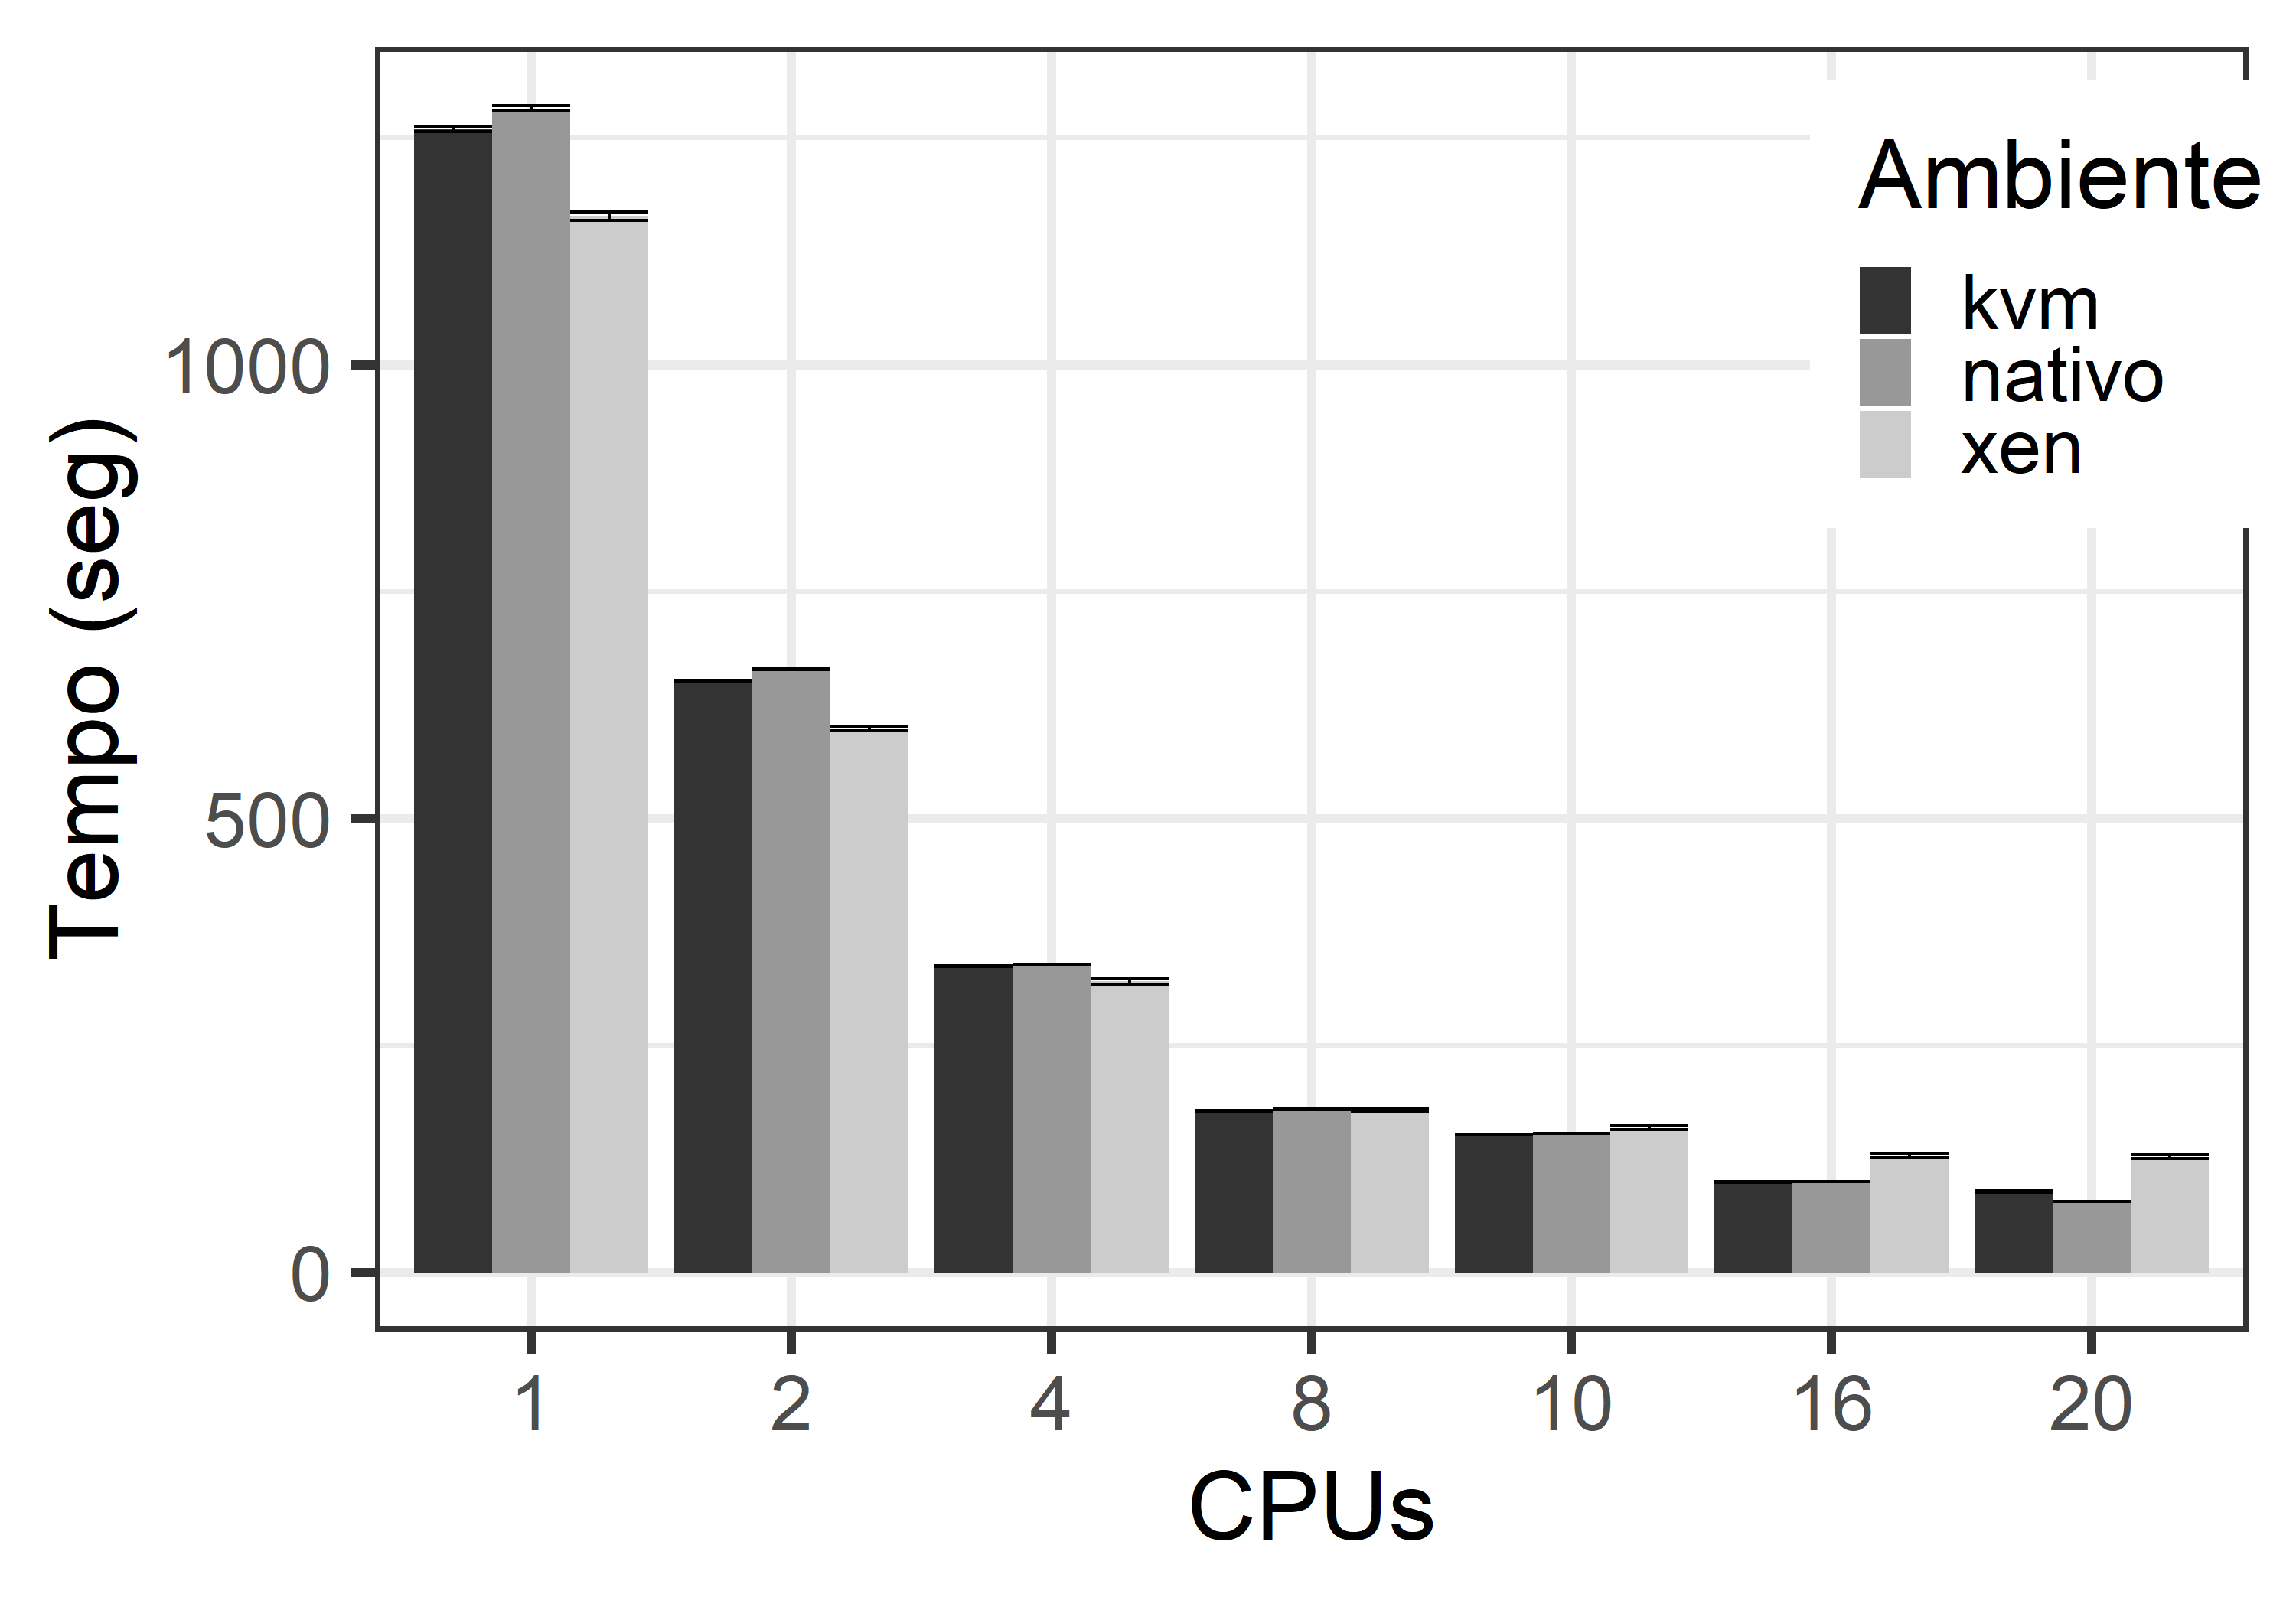 Ambiente
kvm
nativo
xen
Tempo (seg)
1000
500
0
1 2 4 8 10 16 20
CPUs